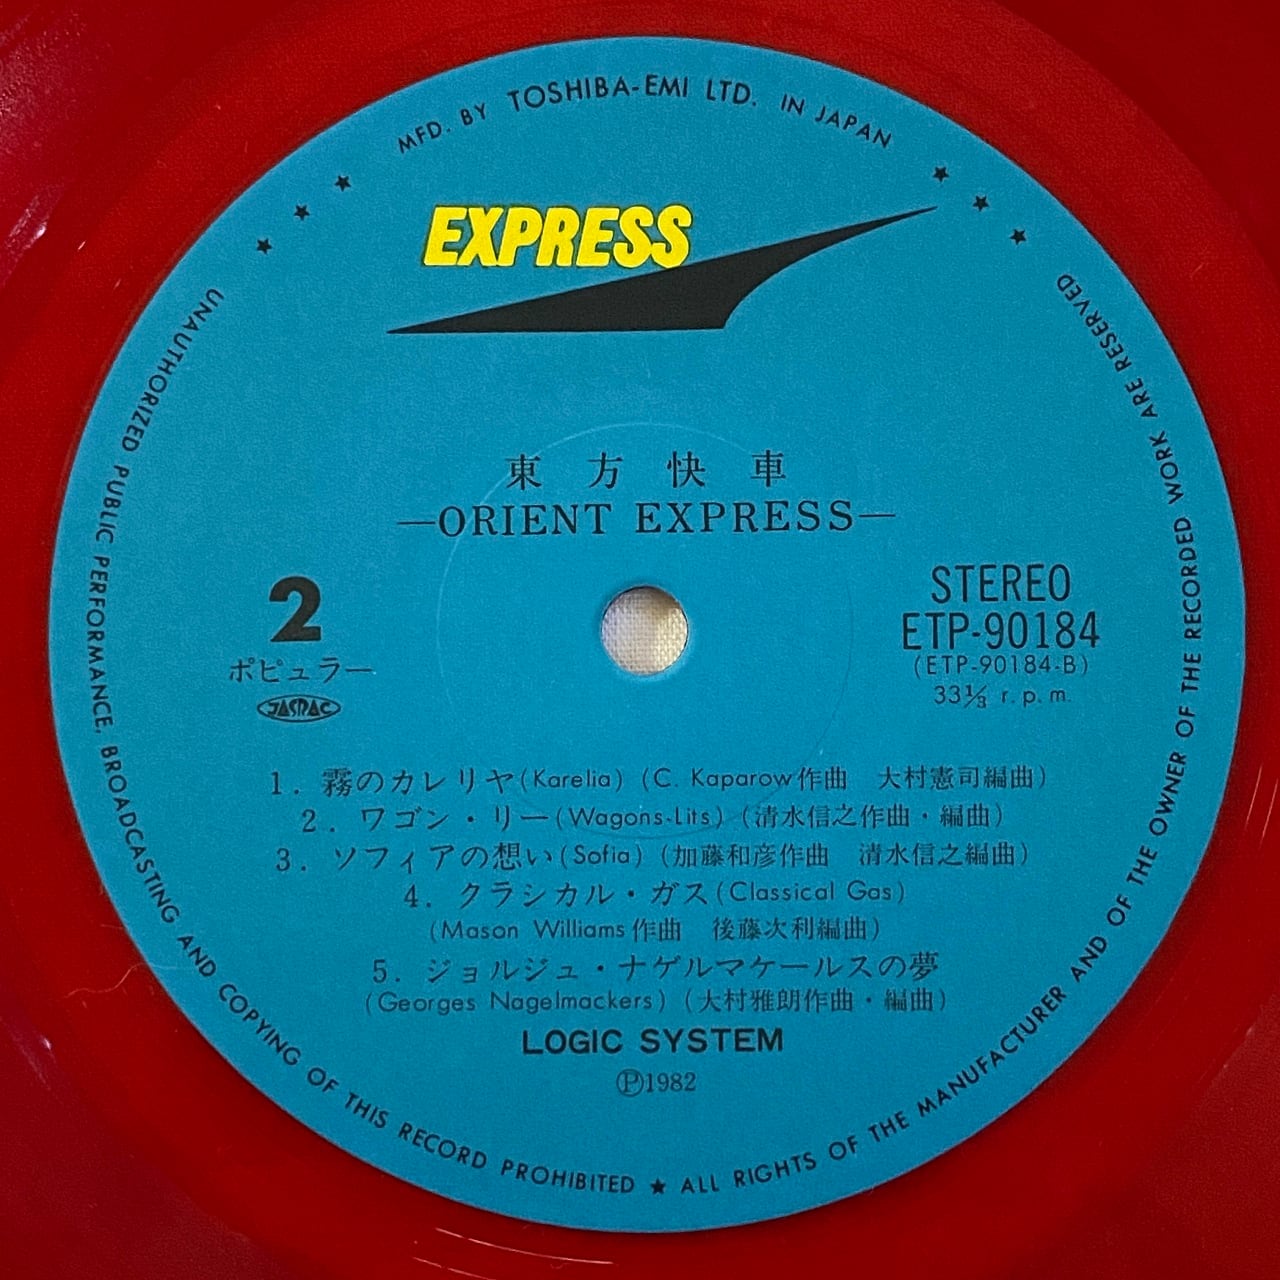 MFD. BY TOSHIBA-EMI LTD. IN JAPAN
EXPRESS
東方快車
—ORIENT EXPRESS—
2
ポピュラー
JASRAC
STEREO
ETP-90184
(ETP-90184-B)
33⅓ r.p.m.
1. 霧のカレリヤ(Karelia) (C. Kaparow作曲 大村憲司編曲)
2. ワゴン・リー(Wagons-Lits) (清水信之作曲・編曲)
3. ソフィアの想い(Sofia) (加藤和彦作曲 清水信之編曲)
4. クラシカル・ガス(Classical Gas)
(Mason Williams作曲 後藤次利編曲)
5. ジョルジュ・ナゲルマケールスの夢
(Georges Nagelmackers) (大村雅朗作曲・編曲)
LOGIC SYSTEM
Ⓟ1982
UNAUTHORIZED PUBLIC PERFORMANCE, BROADCASTING AND COPYING OF THIS RECORD PROHIBITED ★ ALL RIGHTS OF THE MANUFACTURER AND OF THE OWNER OF THE RECORDED WORK ARE RESERVED